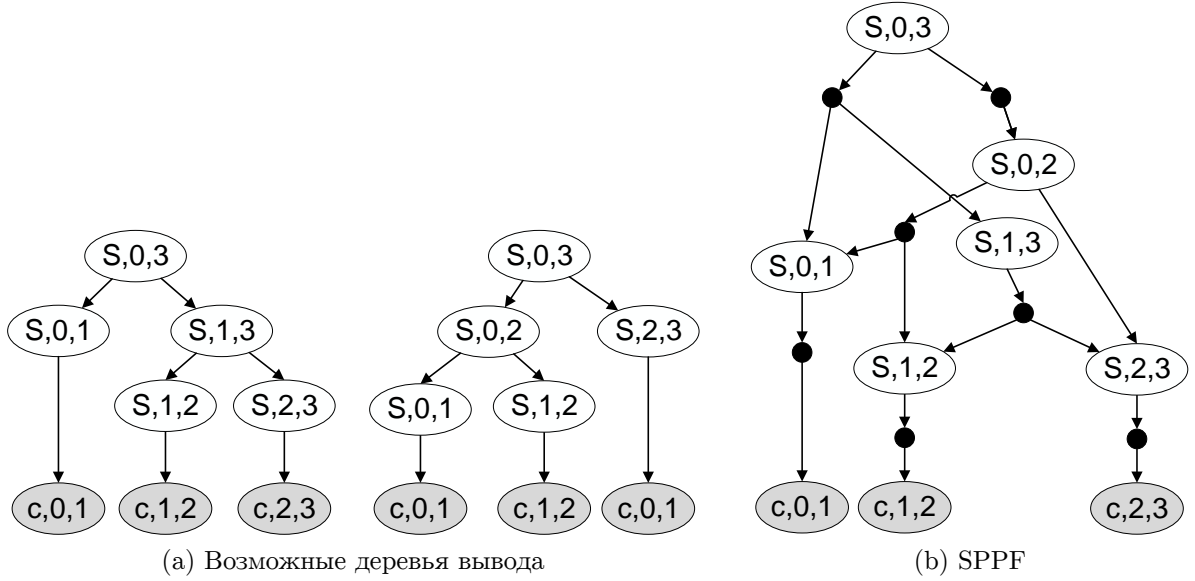 S,0,3
S,0,2
S,0,1
S,1,3
S,1,2
S,2,3
c,0,1
c,1,2
c,2,3
(b) SPPF
S,0,3
S,0,3
S,0,1
S,1,3
S,0,2
S,2,3
S,1,2
S,2,3
S,0,1
S,1,2
c,0,1
c,1,2
c,2,3
c,0,1
c,1,2
c,0,1
(a) Возможные деревья вывода